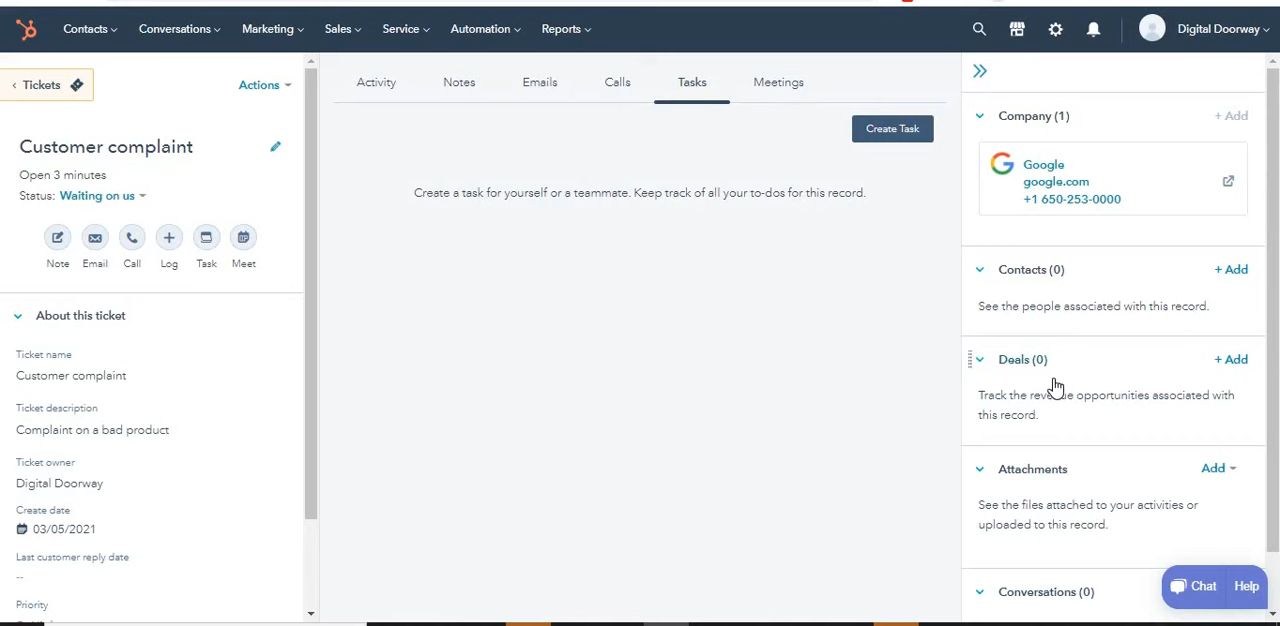 Contacts
Conversations
Marketing
Sales
Service
Automation
Reports
Digital Doorway
Tickets
Actions
Customer complaint
Open 3 minutes
Status: Waiting on us
Note
Email
Call
Log
Task
Meet
About this ticket
Ticket name
Customer complaint
Ticket description
Complaint on a bad product
Ticket owner
Digital Doorway
Create date
03/05/2021
Last customer reply date
--
Priority
Activity
Notes
Emails
Calls
Tasks
Meetings
Create Task
Create a task for yourself or a teammate. Keep track of all your to-dos for this record.
Company (1)
+ Add
Google
google.com
+1 650-253-0000
Contacts (0)
+ Add
See the people associated with this record.
Deals (0)
+ Add
Track the revenue opportunities associated with
this record.
Attachments
Add
See the files attached to your activities or
uploaded to this record.
Conversations (0)
Chat
Help